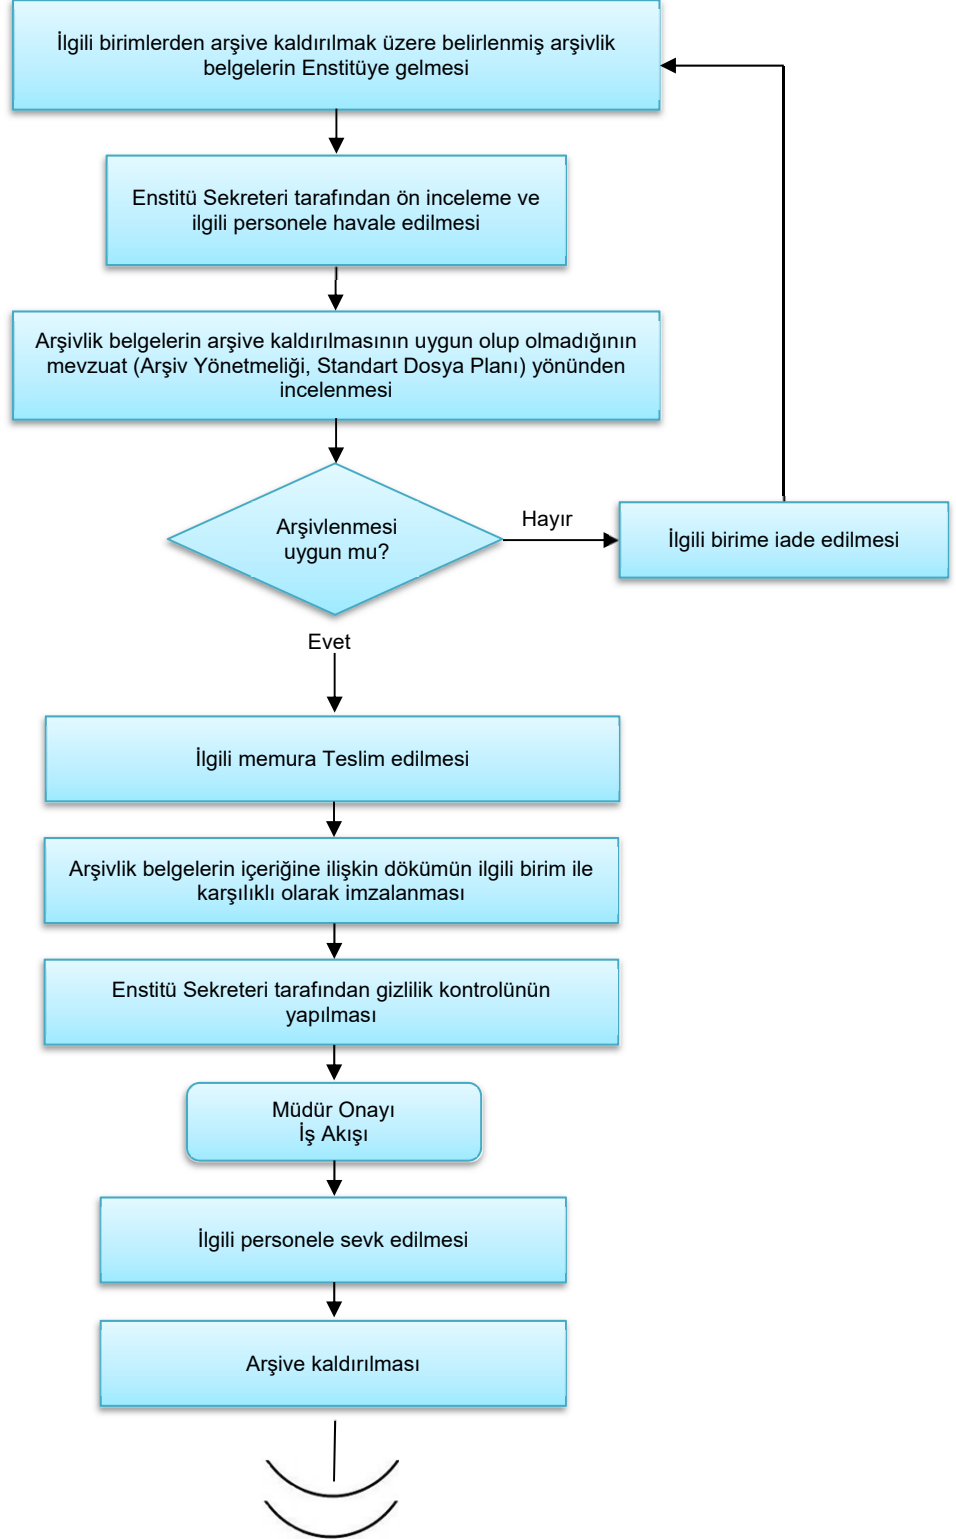 İlgili birimlerden arşive kaldırılmak üzere belirlenmiş arşivlik
belgelerin Enstitüye gelmesi
Enstitü Sekreteri tarafından ön inceleme ve
ilgili personele havale edilmesi
Arşivlik belgelerin arşive kaldırılmasının uygun olup olmadığının
mevzuat (Arşiv Yönetmeliği, Standart Dosya Planı) yönünden
incelenmesi
Arşivlenmesi
uygun mu?
Hayır
İlgili birime iade edilmesi
Evet
İlgili memura Teslim edilmesi
Arşivlik belgelerin içeriğine ilişkin dökümün ilgili birim ile
karşılıklı olarak imzalanması
Enstitü Sekreteri tarafından gizlilik kontrolünün
yapılması
Müdür Onayı
İş Akışı
İlgili personele sevk edilmesi
Arşive kaldırılması